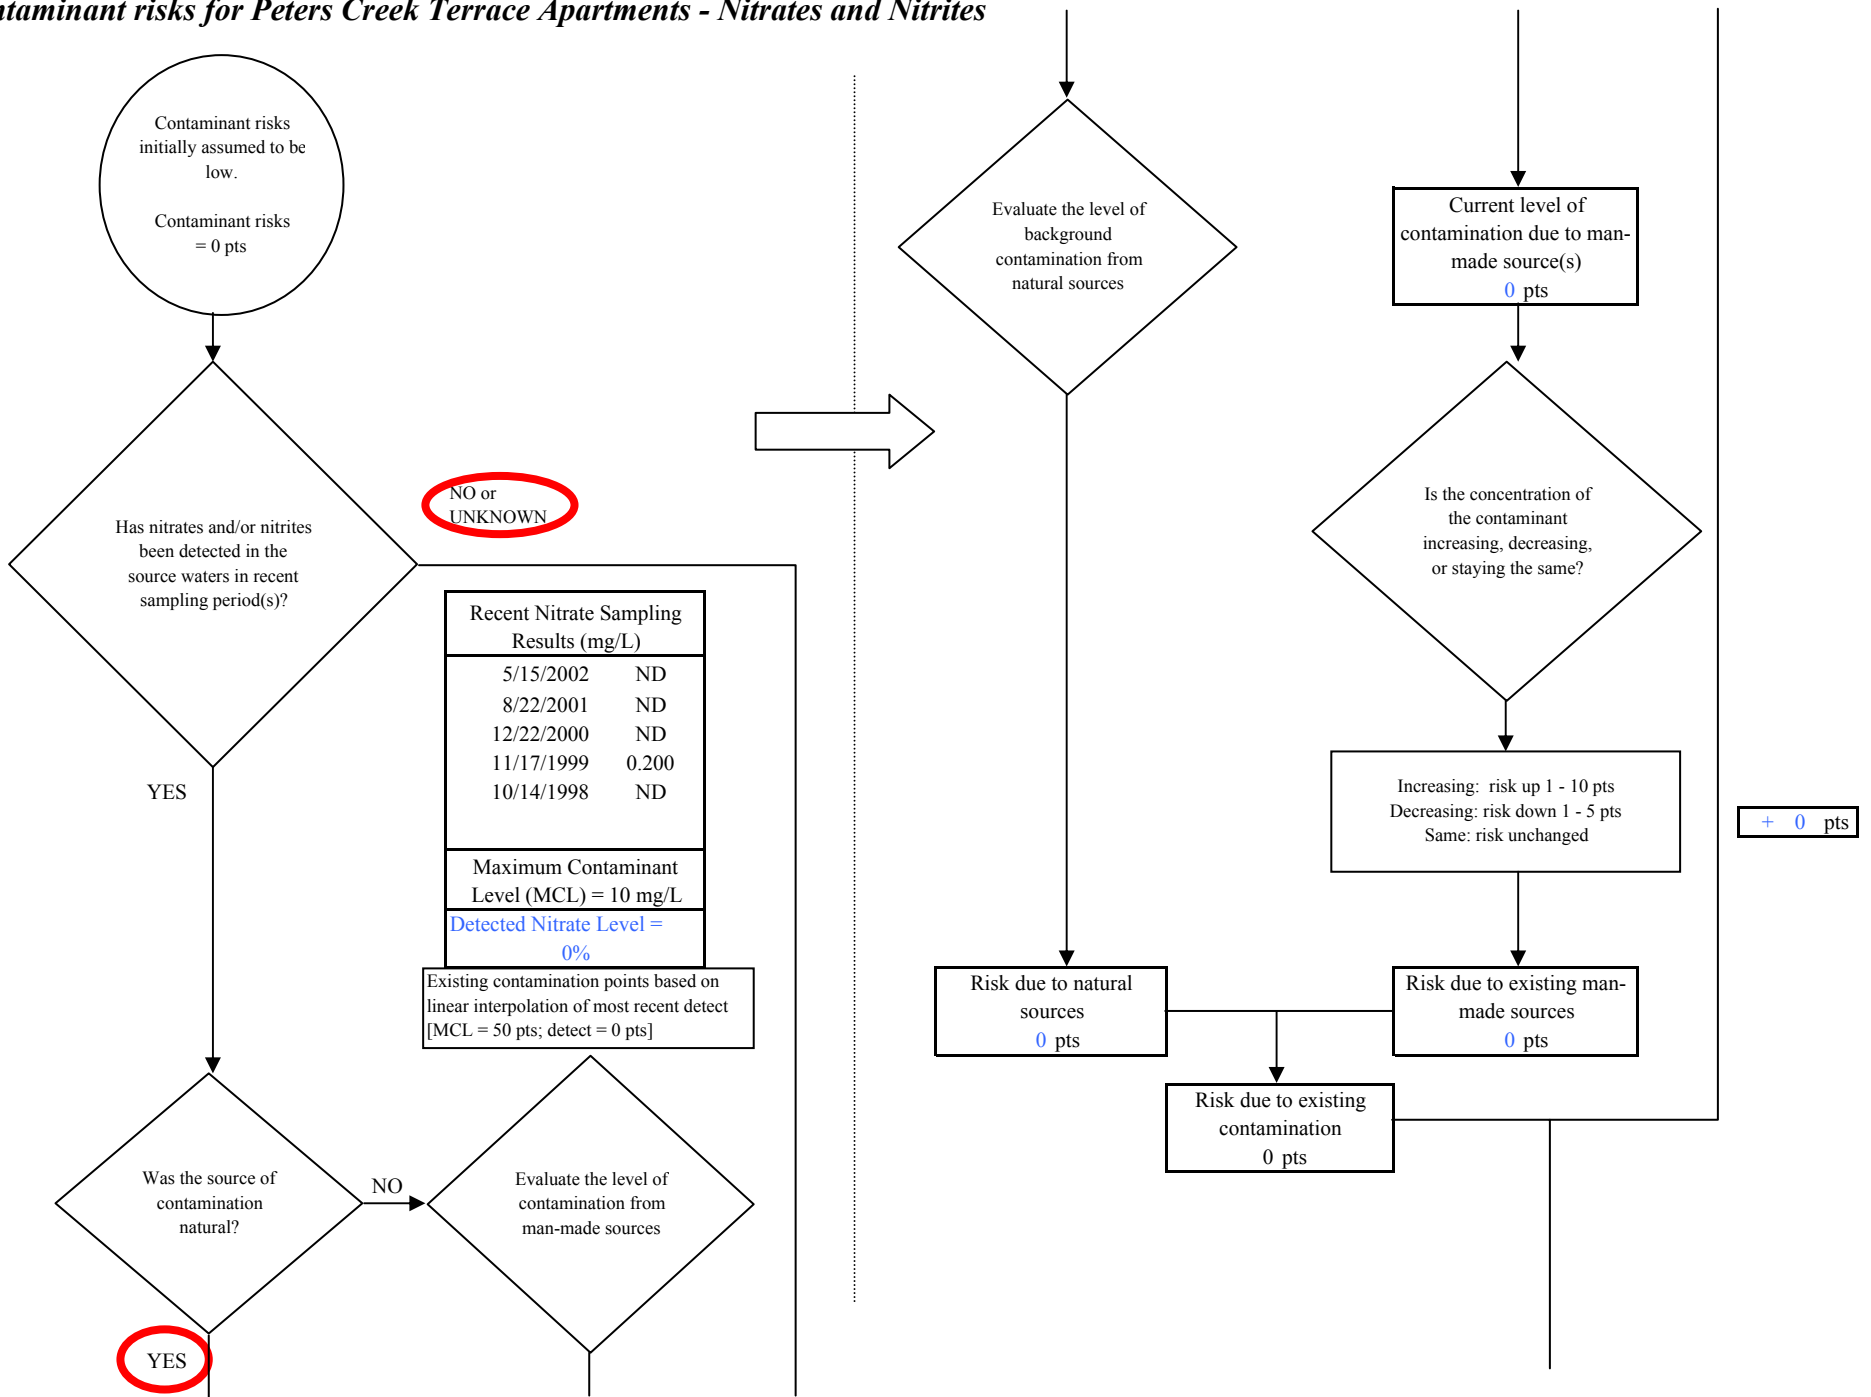 ntaminant risks for Peters Creek Terrace Apartments - Nitrates and Nitrites
Contaminant risks
initially assumed to be
low.
Contaminant risks
= 0 pts
Has nitrates and/or nitrites
been detected in the
source waters in recent
sampling period(s)?
NO or
UNKNOWN
YES
Recent Nitrate Sampling
Results (mg/L)
5/15/2002 ND
8/22/2001 ND
12/22/2000 ND
11/17/1999 0.200
10/14/1998 ND
Maximum Contaminant
Level (MCL) = 10 mg/L
Detected Nitrate Level =
0%
Existing contamination points based on
linear interpolation of most recent detect
[MCL = 50 pts; detect = 0 pts]
Was the source of
contamination
natural?
NO
YES
Evaluate the level of
contamination from
man-made sources
Evaluate the level of
background
contamination from
natural sources
Current level of
contamination due to man-
made source(s)
0 pts
Is the concentration of
the contaminant
increasing, decreasing,
or staying the same?
Increasing: risk up 1 - 10 pts
Decreasing: risk down 1 - 5 pts
Same: risk unchanged
+ 0 pts
Risk due to natural
sources
0 pts
Risk due to existing man-
made sources
0 pts
Risk due to existing
contamination
0 pts